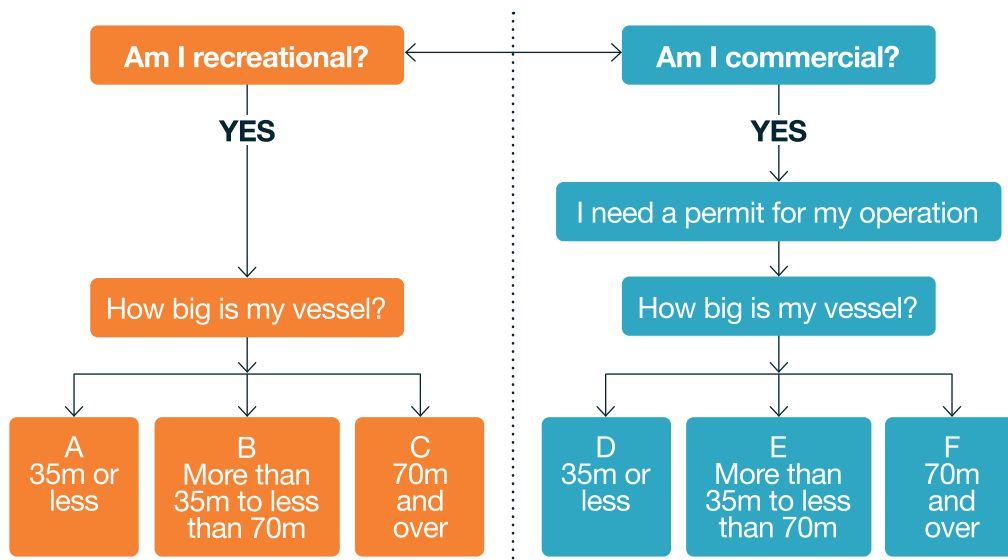 Am I recreational?
Am I commercial?
YES
YES
I need a permit for my operation
How big is my vessel?
How big is my vessel?
A
35m or
less
B
More than
35m to less
than 70m
C
70m
and
over
D
35m or
less
E
More than
35m to less
than 70m
F
70m
and
over